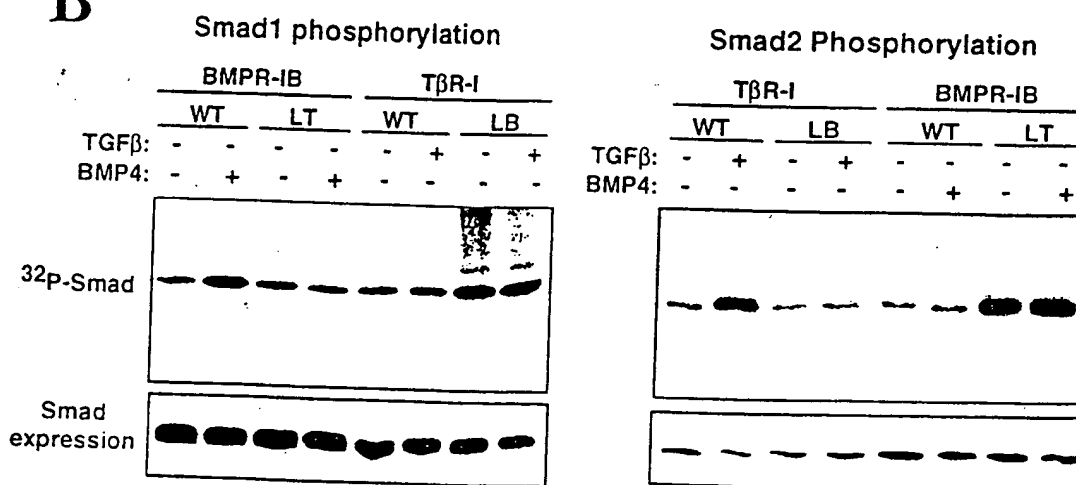 B
Smad1 phosphorylation
BMPR-IB TβR-I
WT LT WT LB
TGFβ: - - - - - + - +
BMP4: - + - + - - - -
32P-Smad
Smad
expression
Smad2 Phosphorylation
TβR-I BMPR-IB
WT LB WT LT
TGFβ: - + - + - - - -
BMP4: - - - - - + - +